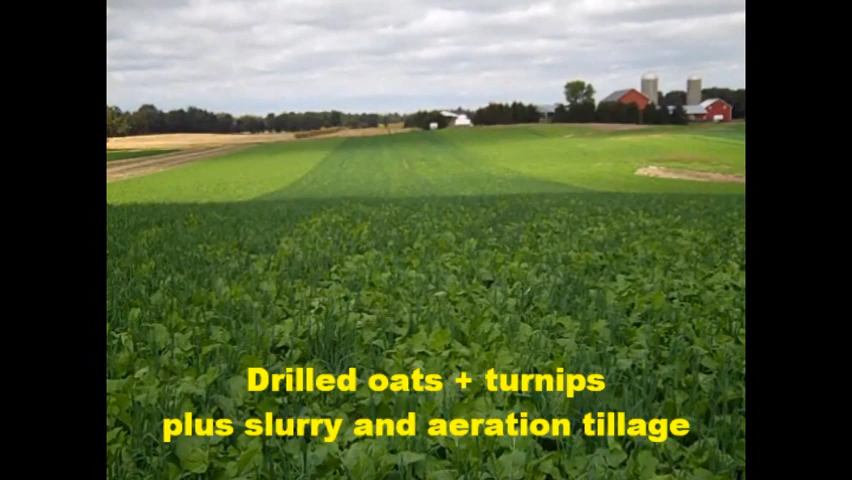 Drilled oats + turnips
plus slurry and aeration tillage